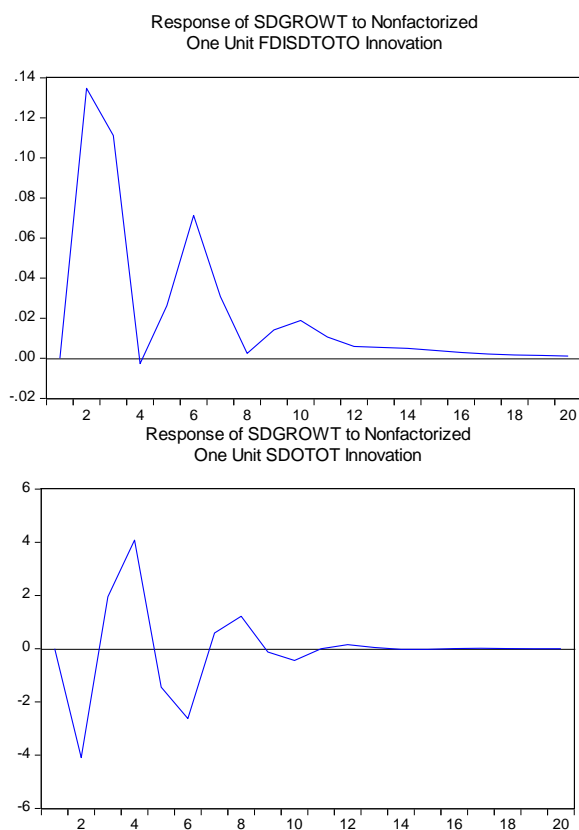 Response of SDGROWT to Nonfactorized
One Unit FDISDTOTO Innovation
.14
.12
.10
.08
.06
.04
.02
.00
-.02
2 4 6 8 10 12 14 16 18 20
Response of SDGROWT to Nonfactorized
One Unit SDOTOT Innovation
6
4
2
0
-2
-4
-6
2 4 6 8 10 12 14 16 18 20